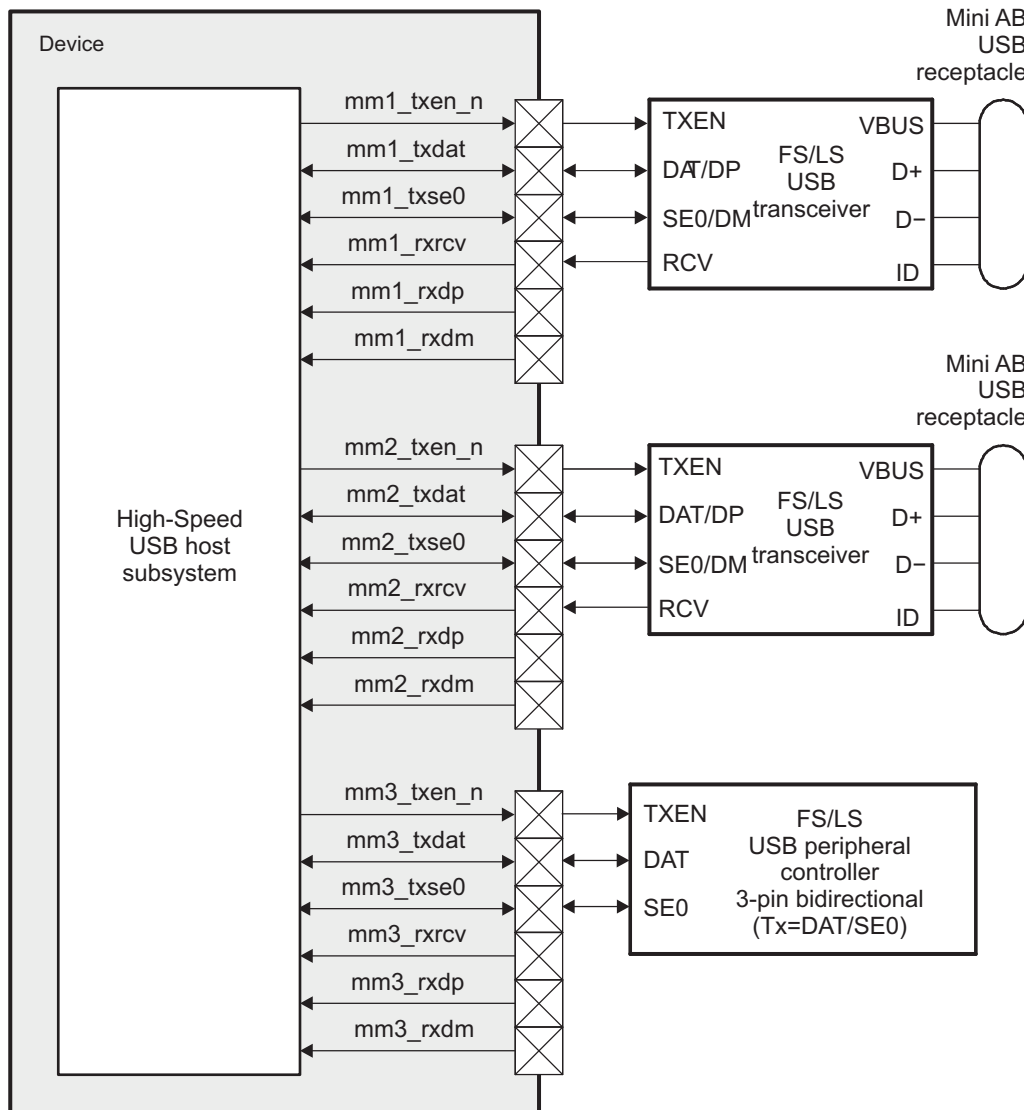 Device
High-Speed
USB host
subsystem
mm1_txen_n
mm1_txdat
mm1_txse0
mm1_rxrcv
mm1_rxdp
mm1_rxdm
TXEN
DAT/DP
SE0/DM
RCV
FS/LS
USB
transceiver
VBUS
D+
D−
ID
Mini AB
USB
receptacle
mm2_txen_n
mm2_txdat
mm2_txse0
mm2_rxrcv
mm2_rxdp
mm2_rxdm
TXEN
DAT/DP
SE0/DM
RCV
FS/LS
USB
transceiver
VBUS
D+
D−
ID
Mini AB
USB
receptacle
mm3_txen_n
mm3_txdat
mm3_txse0
mm3_rxrcv
mm3_rxdp
mm3_rxdm
TXEN
DAT
SE0
FS/LS
USB peripheral
controller
3-pin bidirectional
(Tx=DAT/SE0)